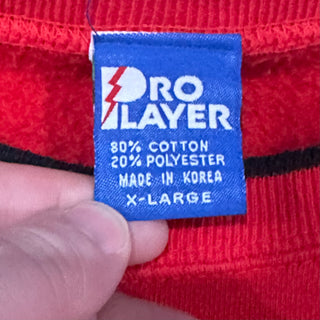 PRO
PLAYER
80% COTTON
20% POLYESTER
MADE IN KOREA
X-LARGE